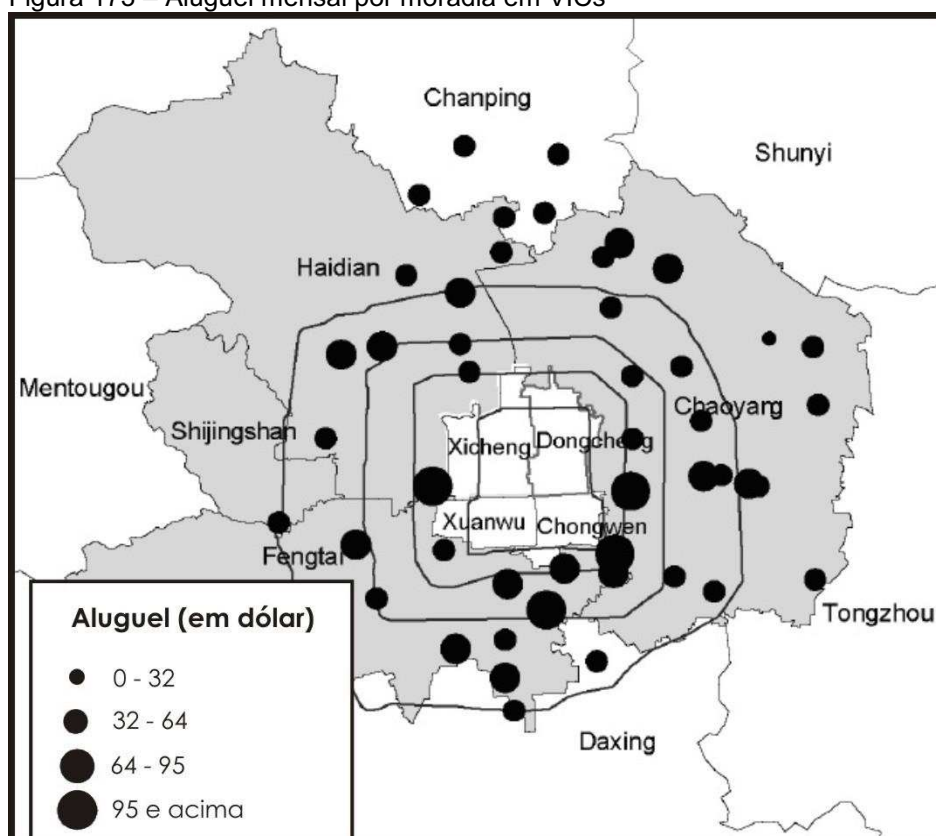 Figura 175 – Aluguel mensal por moradia em VICs
Chanping
Shunyi
Haidian
Mentougou
Chaoyang
Shijingshan
Xicheng
Dongcheng
Xuanwu
Chongwen
Fengtai
Tongzhou
Daxing
Aluguel (em dólar)
0 - 32
32 - 64
64 - 95
95 e acima